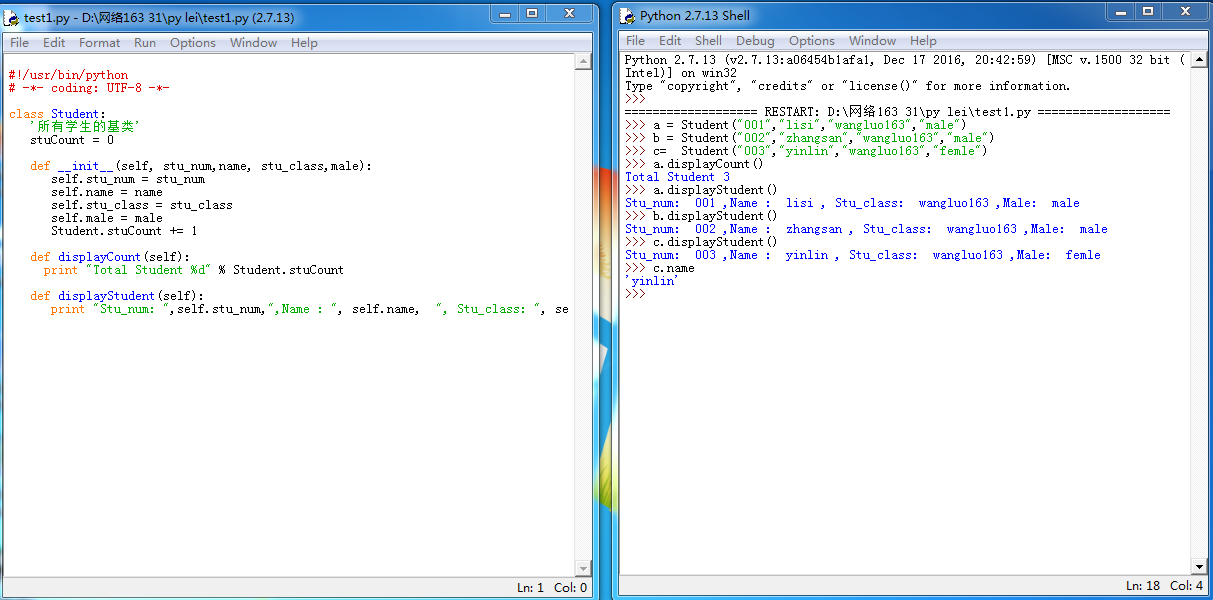 test1.py - D:\网络163 31\py lei\test1.py (2.7.13)
File Edit Format Run Options Window Help
#!/usr/bin/python
# -*- coding: UTF-8 -*-
class Student:
'所有学生的基类'
stuCount = 0
def __init__(self, stu_num,name, stu_class,male):
self.stu_num = stu_num
self.name = name
self.stu_class = stu_class
self.male = male
Student.stuCount += 1
def displayCount(self):
print "Total Student %d" % Student.stuCount
def displayStudent(self):
print "Stu_num: ",self.stu_num,",Name : ", self.name,  ", Stu_class: ", se
Ln: 1 Col: 0
Python 2.7.13 Shell
File Edit Shell Debug Options Window Help
Python 2.7.13 (v2.7.13:a06454b1afa1, Dec 17 2016, 20:42:59) [MSC v.1500 32 bit (
Intel)] on win32
Type "copyright", "credits" or "license()" for more information.
>>>
=================== RESTART: D:\网络163 31\py lei\test1.py ===================
>>> a = Student("001","lisi","wangluo163","male")
>>> b = Student("002","zhangsan","wangluo163","male")
>>> c=  Student("003","yinlin","wangluo163","femle")
>>> a.displayCount()
Total Student 3
>>> a.displayStudent()
Stu_num:  001 ,Name :  lisi , Stu_class:  wangluo163 ,Male:  male
>>> b.displayStudent()
Stu_num:  002 ,Name :  zhangsan , Stu_class:  wangluo163 ,Male:  male
>>> c.displayStudent()
Stu_num:  003 ,Name :  yinlin , Stu_class:  wangluo163 ,Male:  femle
>>> c.name
'yinlin'
>>>
Ln: 18 Col: 4